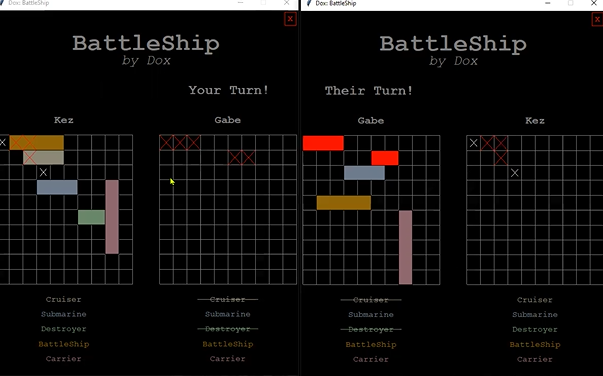 Dox: BattleShip
X
BattleShip
by Dox
Your Turn!
Kez
Gabe
Cruiser
Submarine
Destroyer
BattleShip
Carrier
Cruiser
Submarine
Destroyer
BattleShip
Carrier
Dox: BattleShip
X
BattleShip
by Dox
Their Turn!
Gabe
Kez
Cruiser
Submarine
Destroyer
BattleShip
Carrier
Cruiser
Submarine
Destroyer
BattleShip
Carrier